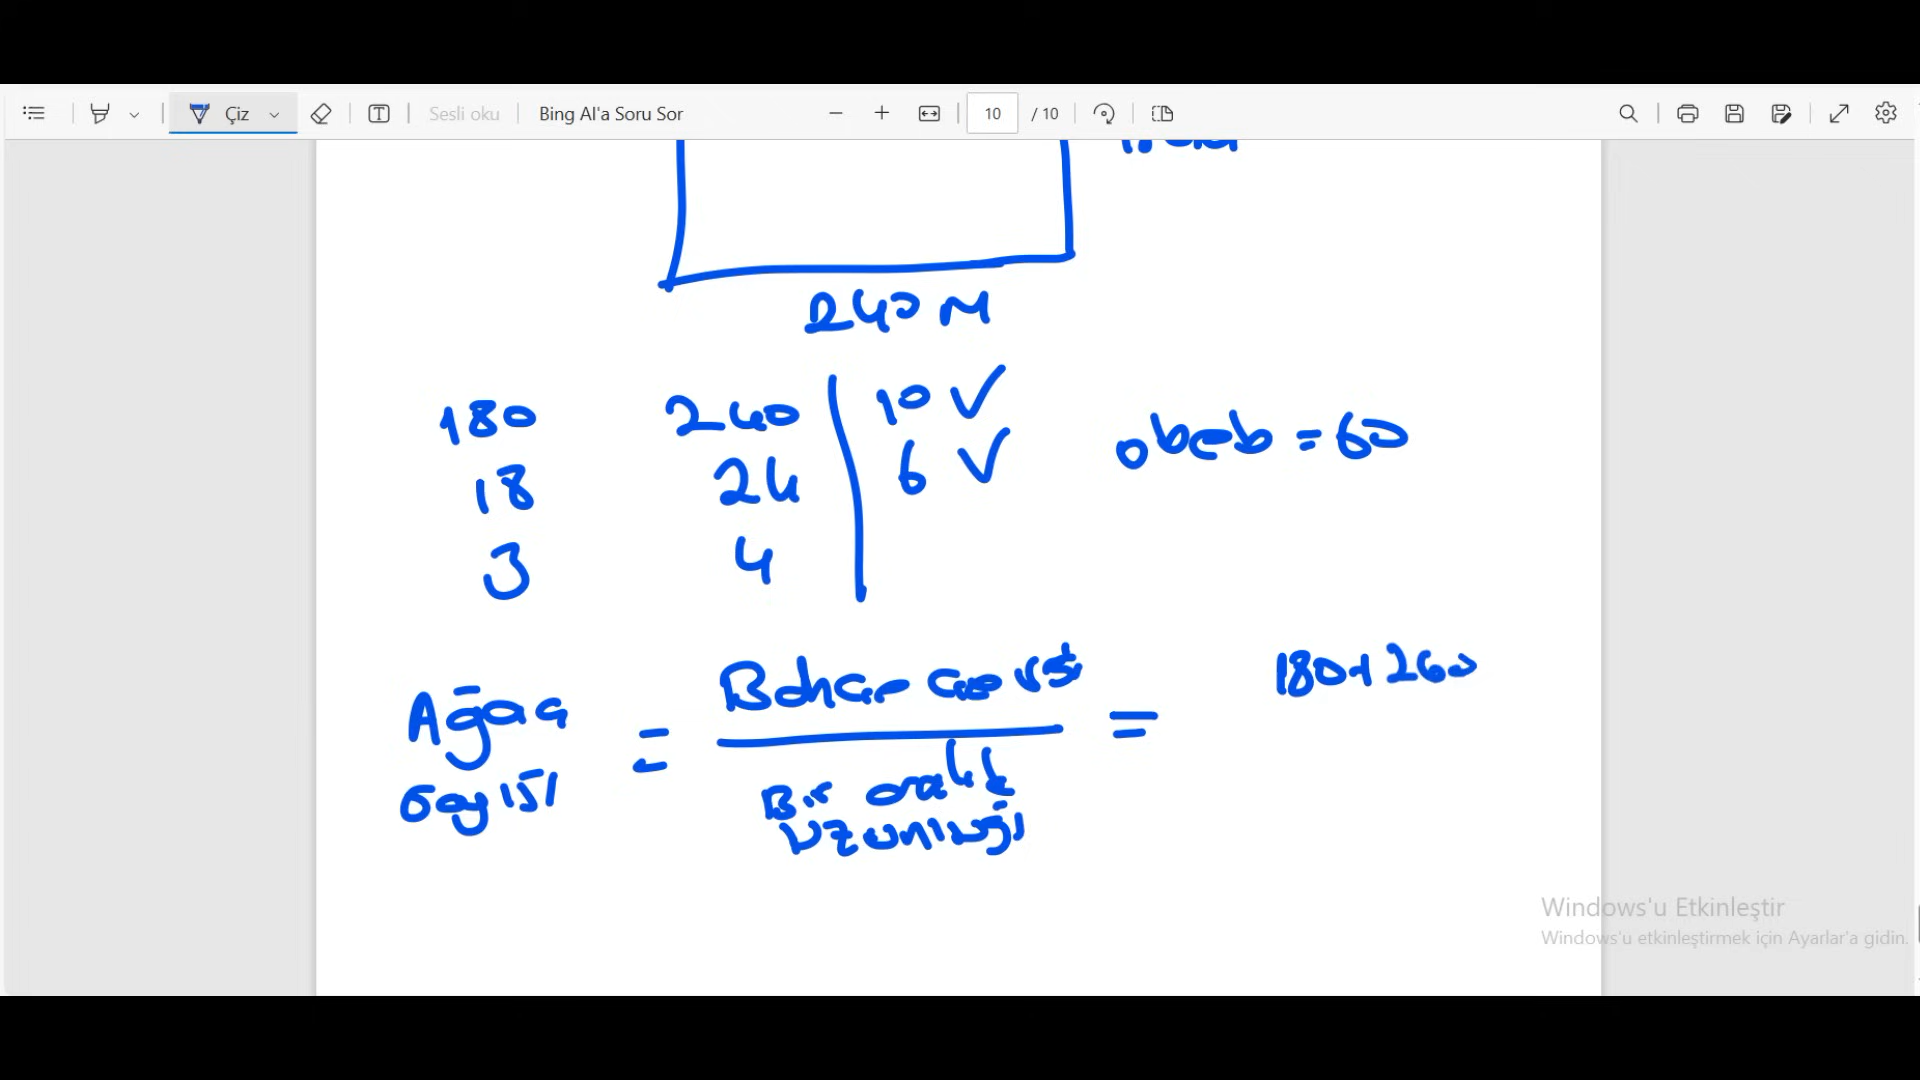 Çiz
Sesli oku
Bing AI'a Soru Sor
10 / 10
240 M
180 240 10 ✓
18 24 6 ✓
3 4
obeb = 60
Ağaç sayısı = Bahçe çevresi / Bir aralık uzunluğu =
180+240
Windows'u Etkinleştir
Windows'u etkinleştirmek için Ayarlar'a gidin.